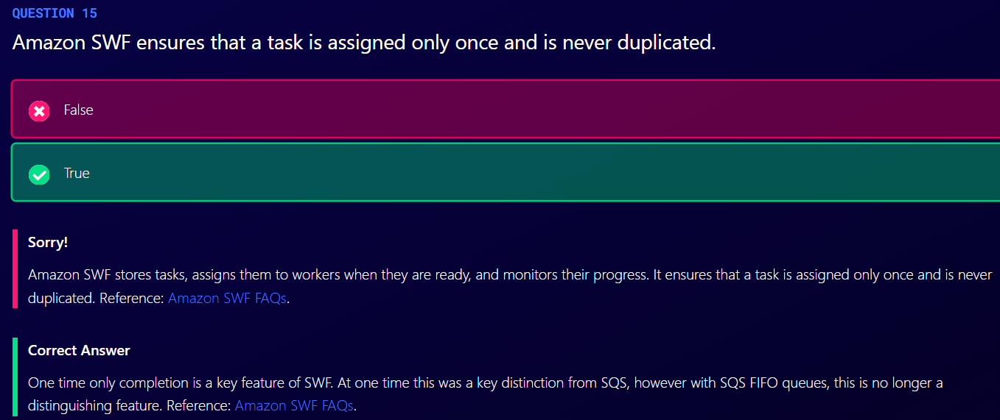 QUESTION 15
Amazon SWF ensures that a task is assigned only once and is never duplicated.
False
True
Sorry!
Amazon SWF stores tasks, assigns them to workers when they are ready, and monitors their progress. It ensures that a task is assigned only once and is never
duplicated. Reference: Amazon SWF FAQs.
Correct Answer
One time only completion is a key feature of SWF. At one time this was a key distinction from SQS, however with SQS FIFO queues, this is no longer a
distinguishing feature. Reference: Amazon SWF FAQs.